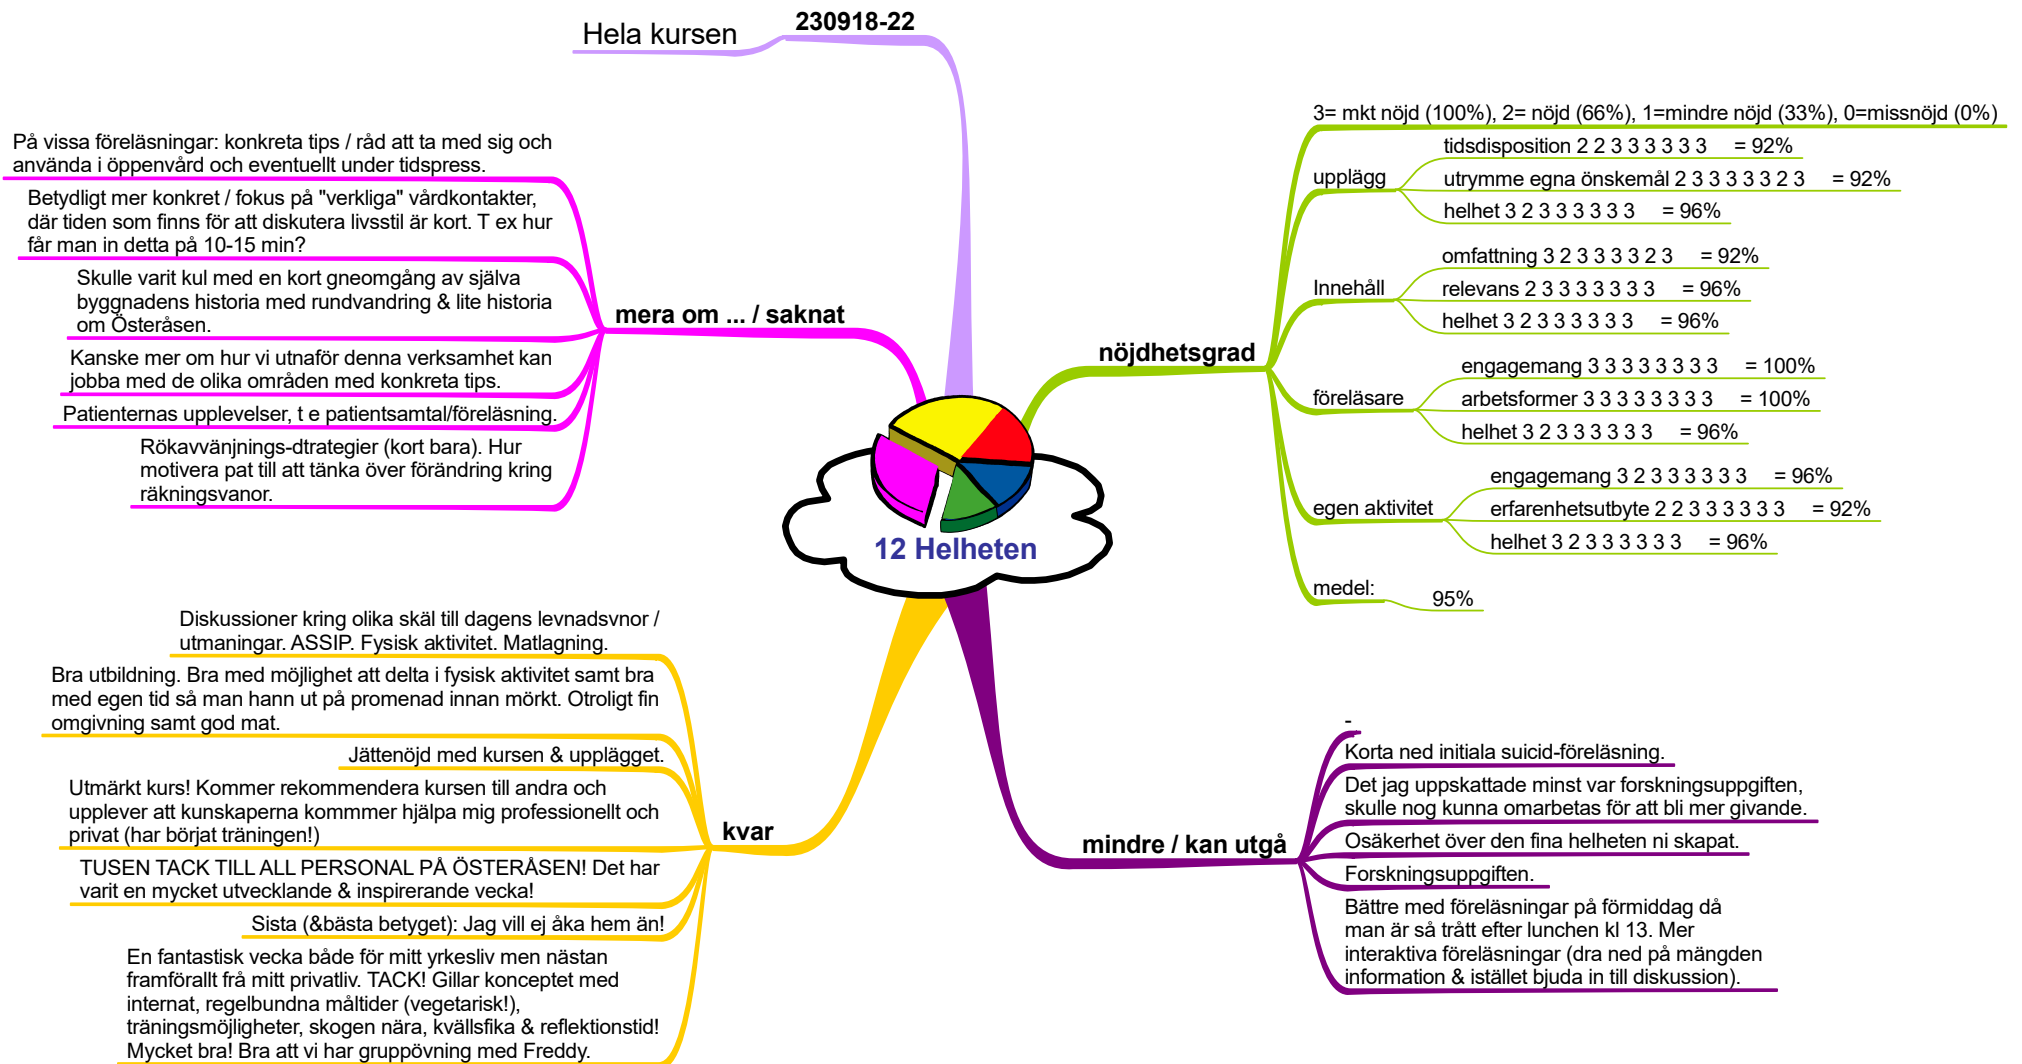 Hela kursen
230918-22
På vissa föreläsningar: konkreta tips / råd att ta med sig och
använda i öppenvård och eventuellt under tidspress.
Betydligt mer konkret / fokus på "verkliga" vårdkontakter,
där tiden som finns för att diskutera livsstil är kort. T ex hur
får man in detta på 10-15 min?
Skulle varit kul med en kort gneomgång av själva
byggnadens historia med rundvandring & lite historia
om Österåsen.
Kanske mer om hur vi utnaför denna verksamhet kan
jobba med de olika områden med konkreta tips.
Patienternas upplevelser, t e patientsamtal/föreläsning.
Rökavvänjnings-dtrategier (kort bara). Hur
motivera pat till att tänka över förändring kring
räkningsvanor.
mera om ... / saknat
nöjdhetsgrad
3= mkt nöjd (100%), 2= nöjd (66%), 1=mindre nöjd (33%), 0=missnöjd (0%)
upplägg
tidsdisposition 2 2 3 3 3 3 3 3 = 92%
utrymme egna önskemål 2 3 3 3 3 3 2 3 = 92%
helhet 3 2 3 3 3 3 3 3 = 96%
Innehåll
omfattning 3 2 3 3 3 3 2 3 = 92%
relevans 2 3 3 3 3 3 3 3 = 96%
helhet 3 2 3 3 3 3 3 3 = 96%
föreläsare
engagemang 3 3 3 3 3 3 3 3 = 100%
arbetsformer 3 3 3 3 3 3 3 3 = 100%
helhet 3 2 3 3 3 3 3 3 = 96%
egen aktivitet
engagemang 3 2 3 3 3 3 3 3 = 96%
erfarenhetsutbyte 2 2 3 3 3 3 3 3 = 92%
helhet 3 2 3 3 3 3 3 3 = 96%
medel:
95%
12 Helheten
Diskussioner kring olika skäl till dagens levnadsvnor /
utmaningar. ASSIP. Fysisk aktivitet. Matlagning.
Bra utbildning. Bra med möjlighet att delta i fysisk aktivitet samt bra
med egen tid så man hann ut på promenad innan mörkt. Otroligt fin
omgivning samt god mat.
Jättenöjd med kursen & upplägget.
Utmärkt kurs! Kommer rekommendera kursen till andra och
upplever att kunskaperna kommmer hjälpa mig professionellt och
privat (har börjat träningen!)
TUSEN TACK TILL ALL PERSONAL PÅ ÖSTERÅSEN! Det har
varit en mycket utvecklande & inspirerande vecka!
Sista (&bästa betyget): Jag vill ej åka hem än!
En fantastisk vecka både för mitt yrkesliv men nästan
framförallt frå mitt privatliv. TACK! Gillar konceptet med
internat, regelbundna måltider (vegetarisk!),
träningsmöjligheter, skogen nära, kvällsfika & reflektionstid!
Mycket bra! Bra att vi har gruppövning med Freddy.
kvar
mindre / kan utgå
-
Korta ned initiala suicid-föreläsning.
Det jag uppskattade minst var forskningsuppgiften,
skulle nog kunna omarbetas för att bli mer givande.
Osäkerhet över den fina helheten ni skapat.
Forskningsuppgiften.
Bättre med föreläsningar på förmiddag då
man är så trått efter lunchen kl 13. Mer
interaktiva föreläsningar (dra ned på mängden
information & istället bjuda in till diskussion).